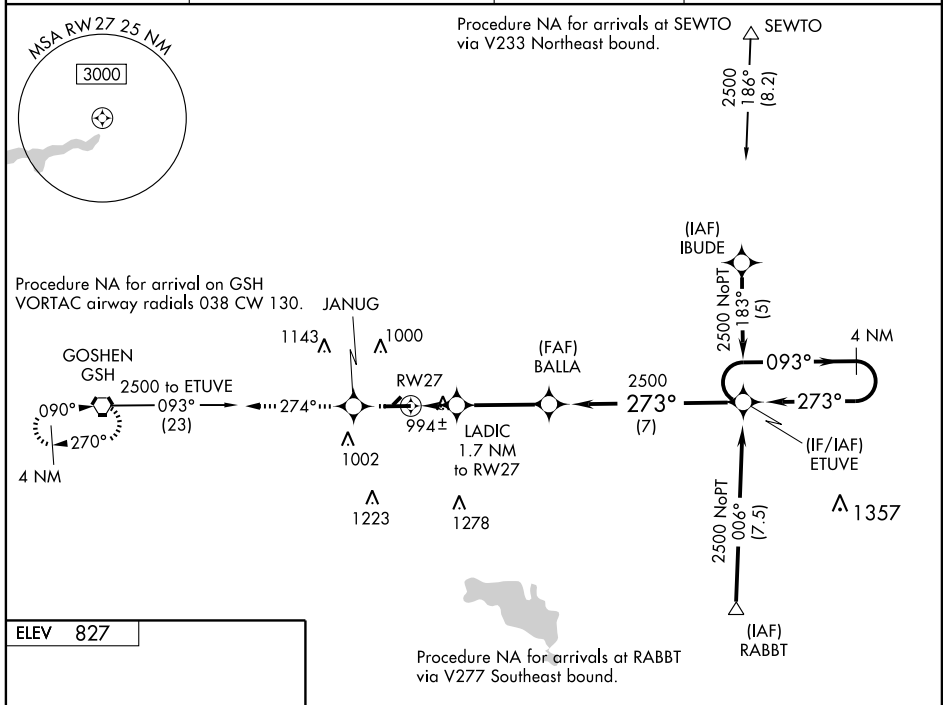 MSA RW27 25 NM
3000
Procedure NA for arrivals at SEWTO
via V233 Northeast bound.
SEWTO
2500
186°
(8.2)
(IAF)
IBUDE
2500 NoPT
183°
(5)
Procedure NA for arrival on GSH
VORTAC airway radials 038 CW 130.
JANUG
1143
1000
4 NM
093°
GOSHEN
GSH
2500 to ETUVE
093°
(23)
090°
270°
4 NM
274°
RW27
994±
(FAF)
BALLA
2500
273°
(7)
273°
LADIC
1.7 NM
to RW27
(IF/IAF)
ETUVE
1002
1223
1278
2500 NoPT
006°
(7.5)
1357
ELEV 827
(IAF)
RABBT
Procedure NA for arrivals at RABBT
via V277 Southeast bound.